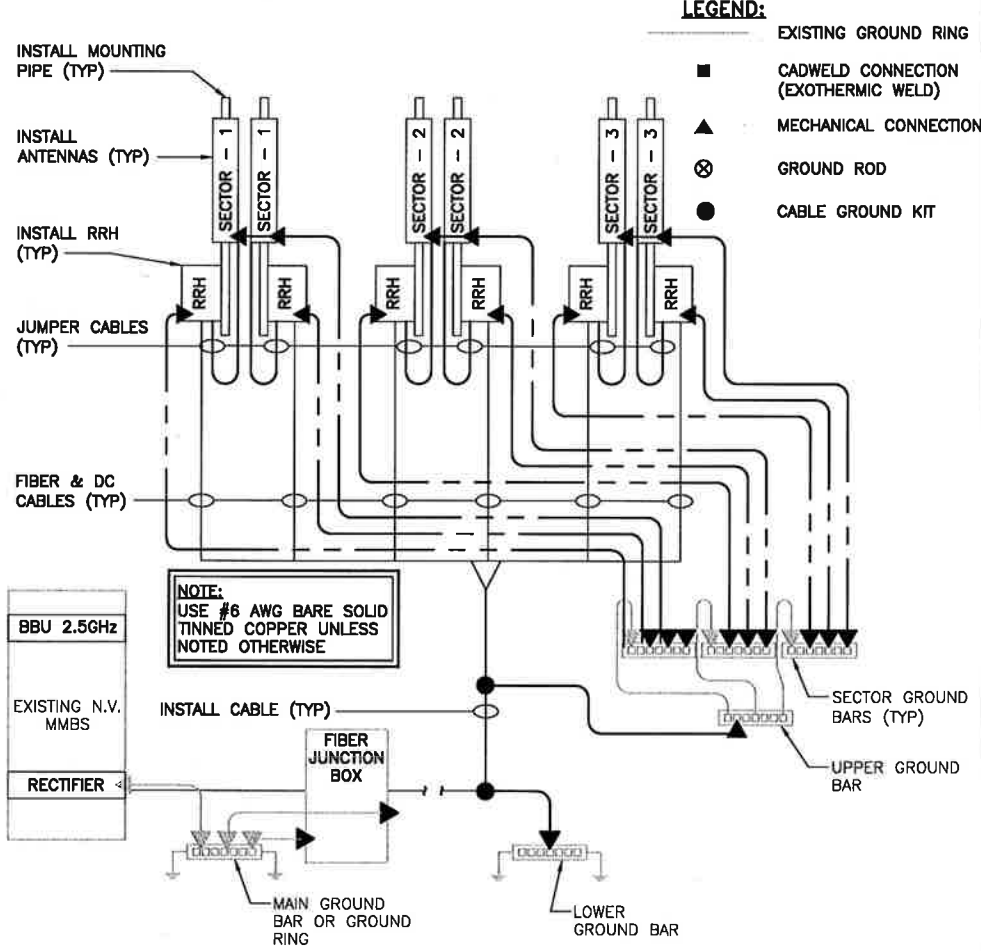 LEGEND:
EXISTING GROUND RING
CADWELD CONNECTION
(EXOTHERMIC WELD)
MECHANICAL CONNECTION
GROUND ROD
CABLE GROUND KIT
INSTALL MOUNTING
PIPE (TYP)
INSTALL
ANTENNAS (TYP)
INSTALL RRH
(TYP)
JUMPER CABLES
(TYP)
FIBER & DC
CABLES (TYP)
SECTOR - 1
SECTOR - 1
SECTOR - 2
SECTOR - 2
SECTOR - 3
SECTOR - 3
RRH
RRH
RRH
RRH
RRH
RRH
NOTE:
USE #6 AWG BARE SOLID
TINNED COPPER UNLESS
NOTED OTHERWISE
BBU 2.5GHz
EXISTING N.V.
MMBS
RECTIFIER
INSTALL CABLE (TYP)
FIBER
JUNCTION
BOX
SECTOR GROUND
BARS (TYP)
UPPER GROUND
BAR
MAIN GROUND
BAR OR GROUND
RING
LOWER
GROUND BAR